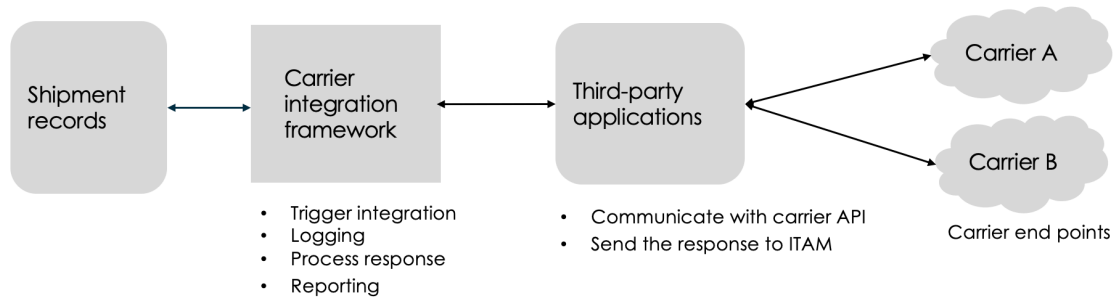 Shipment
records
Carrier
integration
framework
• Trigger integration
• Logging
• Process response
• Reporting
Third-party
applications
• Communicate with carrier API
• Send the response to ITAM
Carrier A
Carrier B
Carrier end points